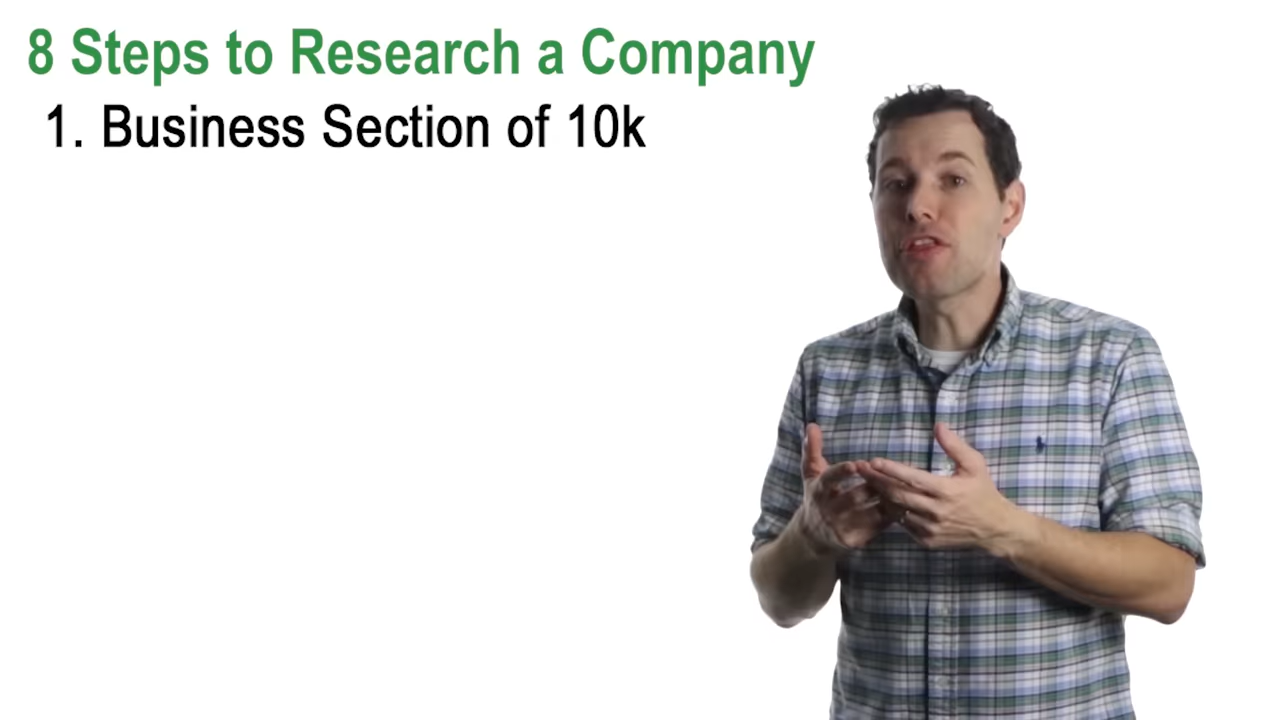 8 Steps to Research a Company
1. Business Section of 10k